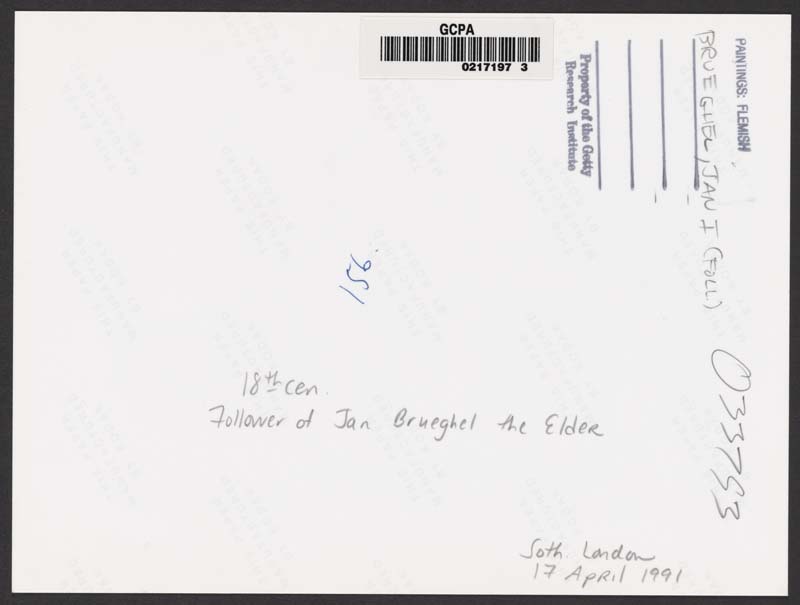 GCPA
0217197 3
PAINTINGS: FLEMISH
BRUEGHEL, JAN I (FOLL)
Property of the Getty
Research Institute
033793
156.
18th cen.
Follower of Jan Brueghel the Elder
Soth. London
17 April 1991